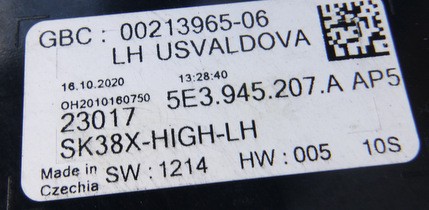 GBC : 00213965-06
LH USVALDOVA
16.10.2020 13:28:40
OH2010160750 5E3.945.207.A AP5
23017
SK38X-HIGH-LH
Made in Czechia SW : 1214 HW : 005 10S